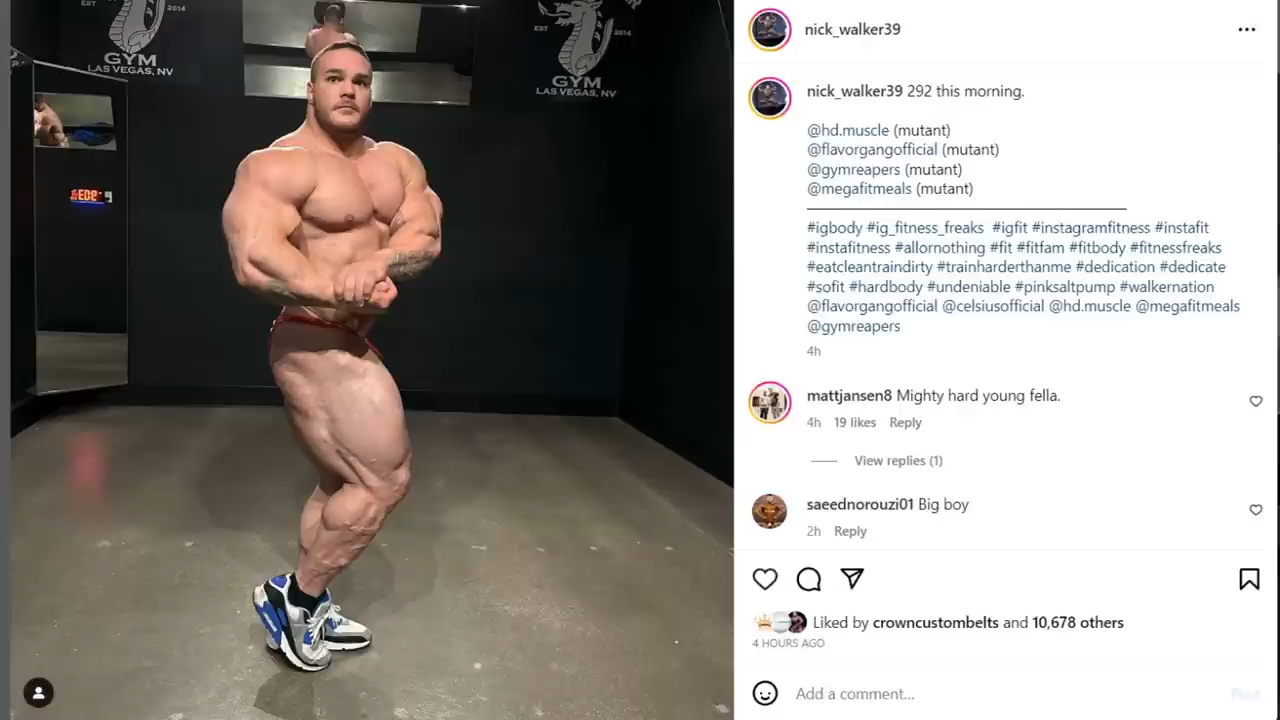 EST
2014
GYM
LAS VEGAS, NV
EST
2014
GYM
LAS VEGAS, NV
nick_walker39
nick_walker39 292 this morning.
@hd.muscle (mutant)
@flavorgangofficial (mutant)
@gymreapers (mutant)
@megafitmeals (mutant)
#igbody #ig_fitness_freaks #igfit #instagramfitness #instafit
#instafitness #allornothing #fit #fitfam #fitbody #fitnessfreaks
#eatcleantraindirty #trainharderthanme #dedication #dedicate
#sofit #hardbody #undeniable #pinksaltpump #walkernation
@flavorgangofficial @celsiusofficial @hd.muscle @megafitmeals
@gymreapers
4h
mattjansen8 Mighty hard young fella.
4h 19 likes Reply
View replies (1)
saeednorouzi01 Big boy
2h Reply
Liked by crowncustombelts and 10,678 others
4 HOURS AGO
Add a comment...
Post